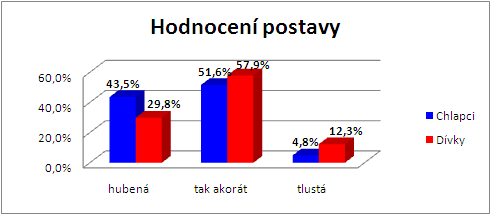 Hodnocení postavy
60,0%
40,0%
20,0%
0,0%
43,5%
29,8%
51,6%
57,9%
4,8%
12,3%
hubená
tak akorát
tlustá
Chlapci
Dívky